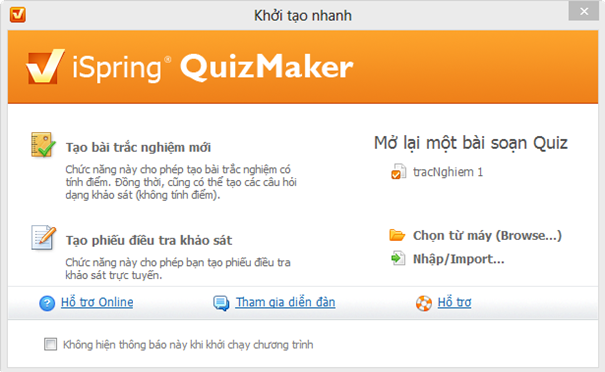 Khởi tạo nhanh
iSpring® QuizMaker
Tạo bài trắc nghiệm mới
Chức năng này cho phép tạo bài trắc nghiệm có
tính điểm. Đồng thời, cũng có thể tạo các câu hỏi
dạng khảo sát (không tính điểm).
Tạo phiếu điều tra khảo sát
Chức năng này cho phép bạn tạo phiếu điều tra
khảo sát trực tuyến.
Mở lại một bài soạn Quiz
tracNghiem 1
Chọn từ máy (Browse...)
Nhập/Import...
Hỗ trợ Online
Tham gia diễn đàn
Hỗ trợ
Không hiện thông báo này khi khởi chạy chương trình